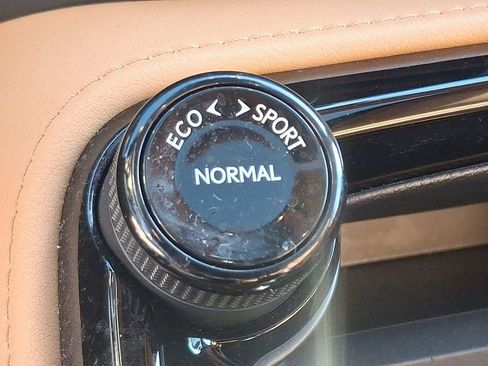 ECO < > SPORT
NORMAL